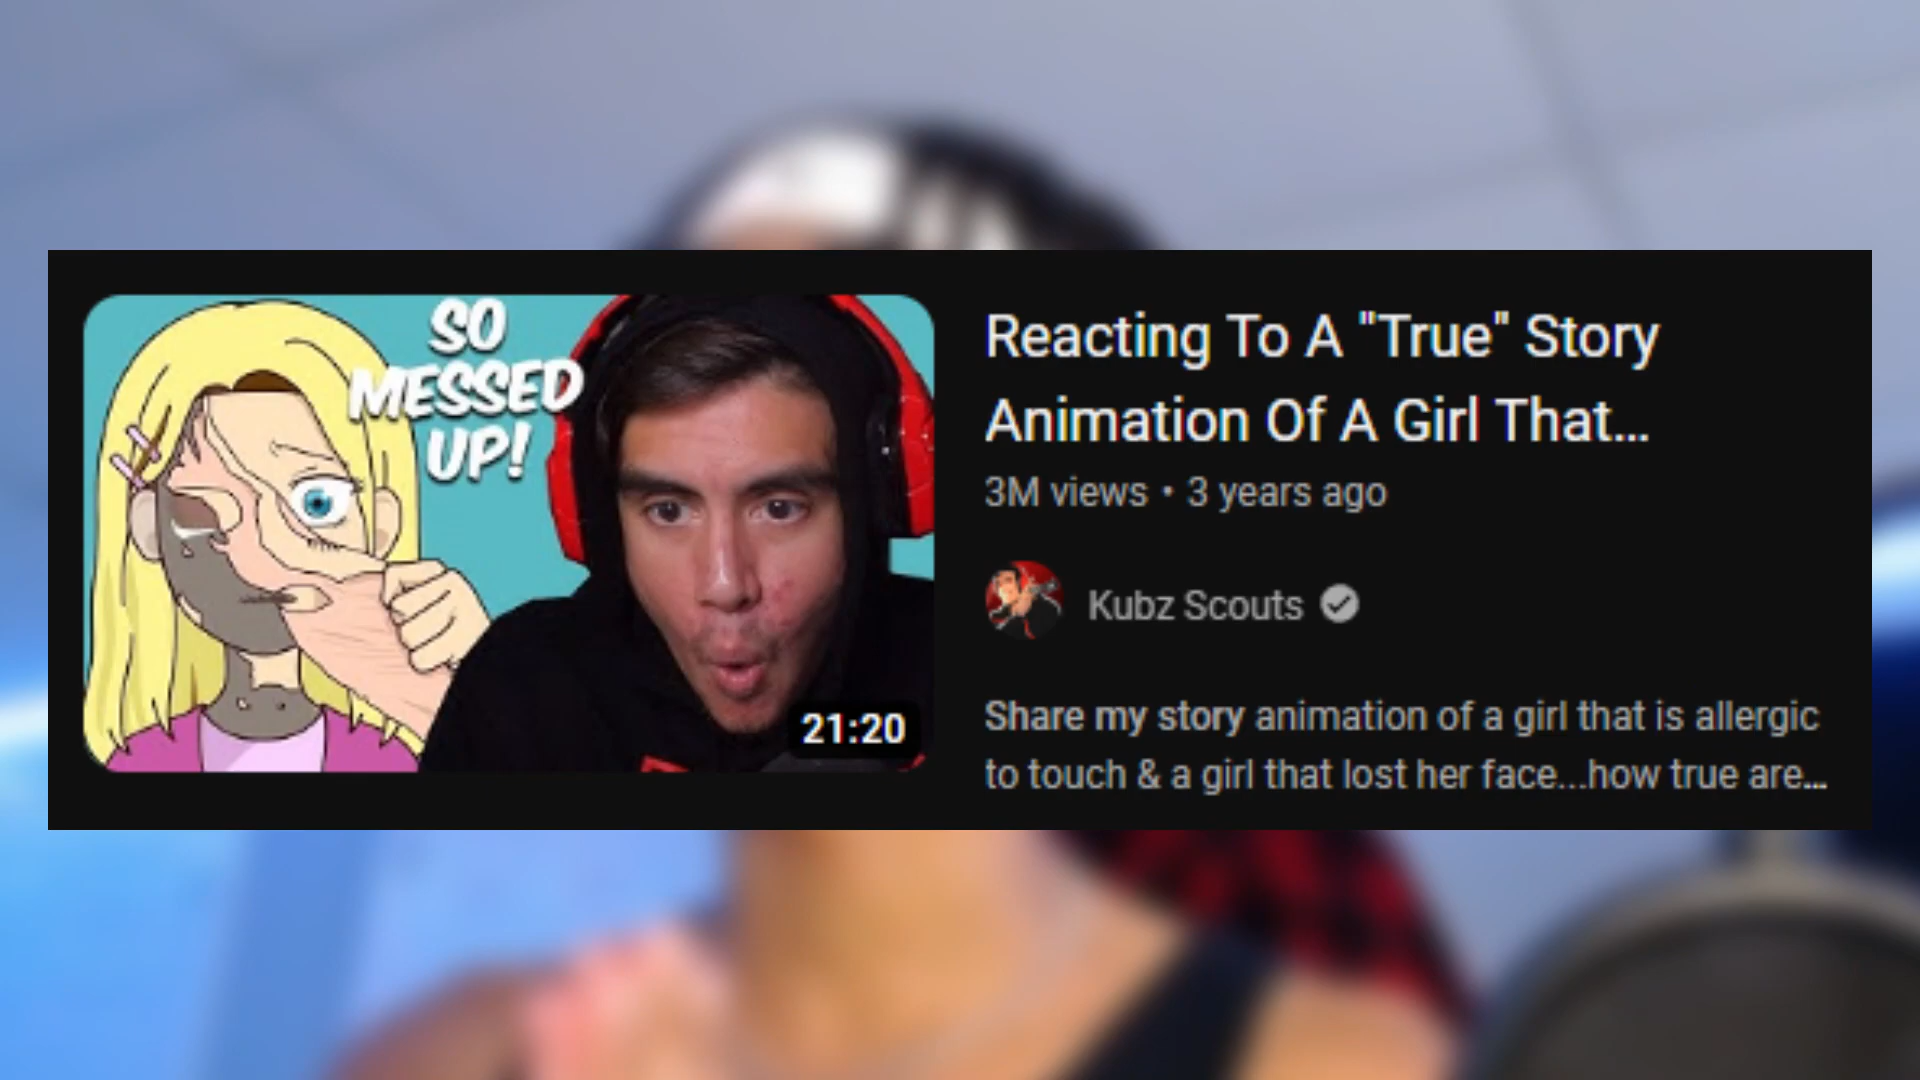 SO
MESSED
UP!
21:20
Reacting To A "True" Story
Animation Of A Girl That...
3M views • 3 years ago
Kubz Scouts
Share my story animation of a girl that is allergic
to touch & a girl that lost her face...how true are...